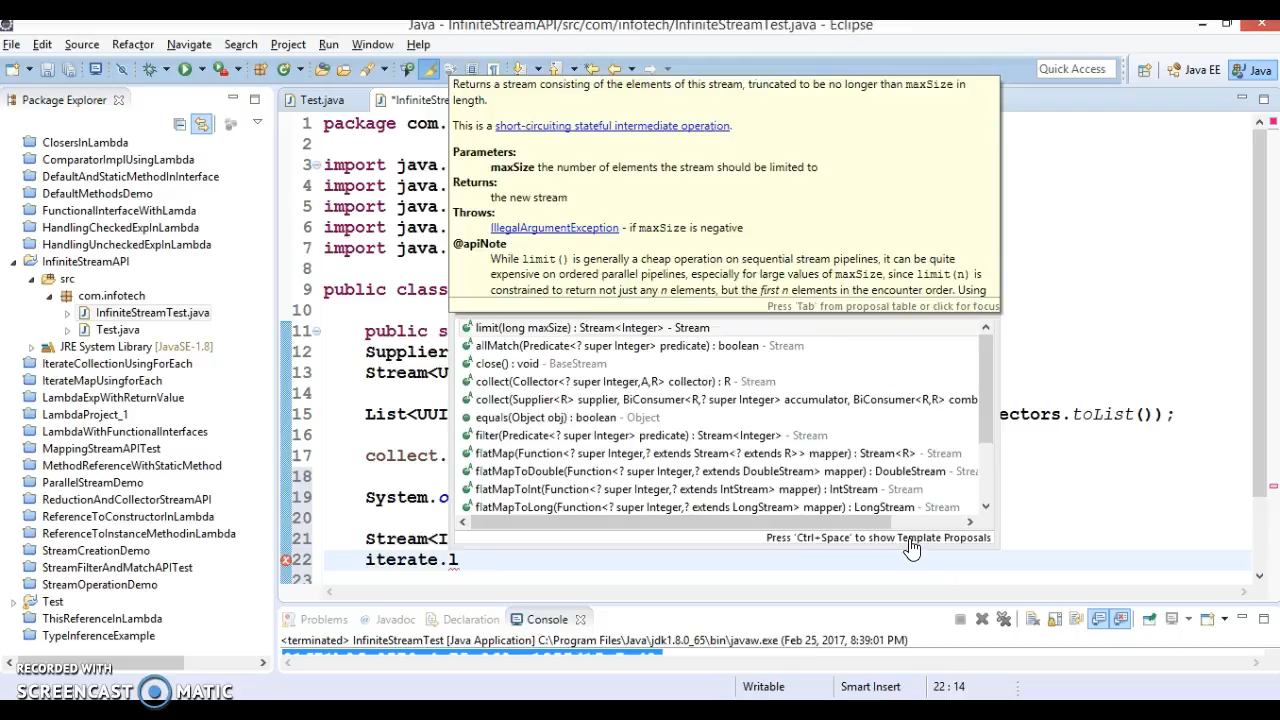 Java - InfiniteStreamAPI/src/com/infotech/InfiniteStreamTest.java - Eclipse
File Edit Source Refactor Navigate Search Project Run Window Help
Quick Access Java EE Java
Package Explorer
Test.java *InfiniteStre
ClosersInLambda
ComparatorImplUsingLambda
DefaultAndStaticMethodInInterface
DefaultMethodsDemo
FunctionalInterfaceWithLamda
HandlingCheckedExpInLambda
HandlingUncheckedExpInLambda
InfiniteStreamAPI
src
com.infotech
InfiniteStreamTest.java
Test.java
JRE System Library [JavaSE-1.8]
IterateCollectionUsingForEach
IterateMapUsingforEach
LambdaExpWithReturnValue
LambdaProject_1
LambdaWithFunctionalInterfaces
MappingStreamAPITest
MethodReferenceWithStaticMethod
ParallelStreamDemo
ReductionAndCollectorStreamAPI
ReferenceToConstructorInLambda
ReferenceToInstanceMethodinLambda
StreamCreationDemo
StreamFilterAndMatchAPITest
StreamOperationDemo
Test
ThisReferenceInLambda
TypeInferenceExample
1 package com.
2
3 import java.
4 import java.
5 import java.
6 import java.
7 import java.
8
9 public class
10
11 public s
12 Supplier
13 Stream<U
14
15 List<UUI ectors.toList());
16
17 collect.
18
19 System.o
20
21 Stream<I
22 iterate.l
23
Returns a stream consisting of the elements of this stream, truncated to be no longer than maxSize in
length.
This is a short-circuiting stateful intermediate operation.
Parameters:
maxSize the number of elements the stream should be limited to
Returns:
the new stream
Throws:
IllegalArgumentException - if maxSize is negative
@apiNote
While limit() is generally a cheap operation on sequential stream pipelines, it can be quite
expensive on ordered parallel pipelines, especially for large values of maxSize, since limit(n) is
constrained to return not just any n elements, but the first n elements in the encounter order. Using
Press 'Tab' from proposal table or click for focus
limit(long maxSize) : Stream<Integer> - Stream
allMatch(Predicate<? super Integer> predicate) : boolean - Stream
close() : void - BaseStream
collect(Collector<? super Integer,A,R> collector) : R - Stream
collect(Supplier<R> supplier, BiConsumer<R,? super Integer> accumulator, BiConsumer<R,R> comb
equals(Object obj) : boolean - Object
filter(Predicate<? super Integer> predicate) : Stream<Integer> - Stream
flatMap(Function<? super Integer,? extends Stream<? extends R>> mapper) : Stream<R> - Stream
flatMapToDouble(Function<? super Integer,? extends DoubleStream> mapper) : DoubleStream - Strea
flatMapToInt(Function<? super Integer,? extends IntStream> mapper) : IntStream - Stream
flatMapToLong(Function<? super Integer,? extends LongStream> mapper) : LongStream - Stream
Press 'Ctrl+Space' to show Template Proposals
Problems Javadoc Declaration Console
<terminated> InfiniteStreamTest [Java Application] C:\Program Files\Java\jdk1.8.0_65\bin\javaw.exe (Feb 25, 2017, 8:39:01 PM)
Writable Smart Insert 22 : 14
RECORDED WITH
SCREENCAST MATIC